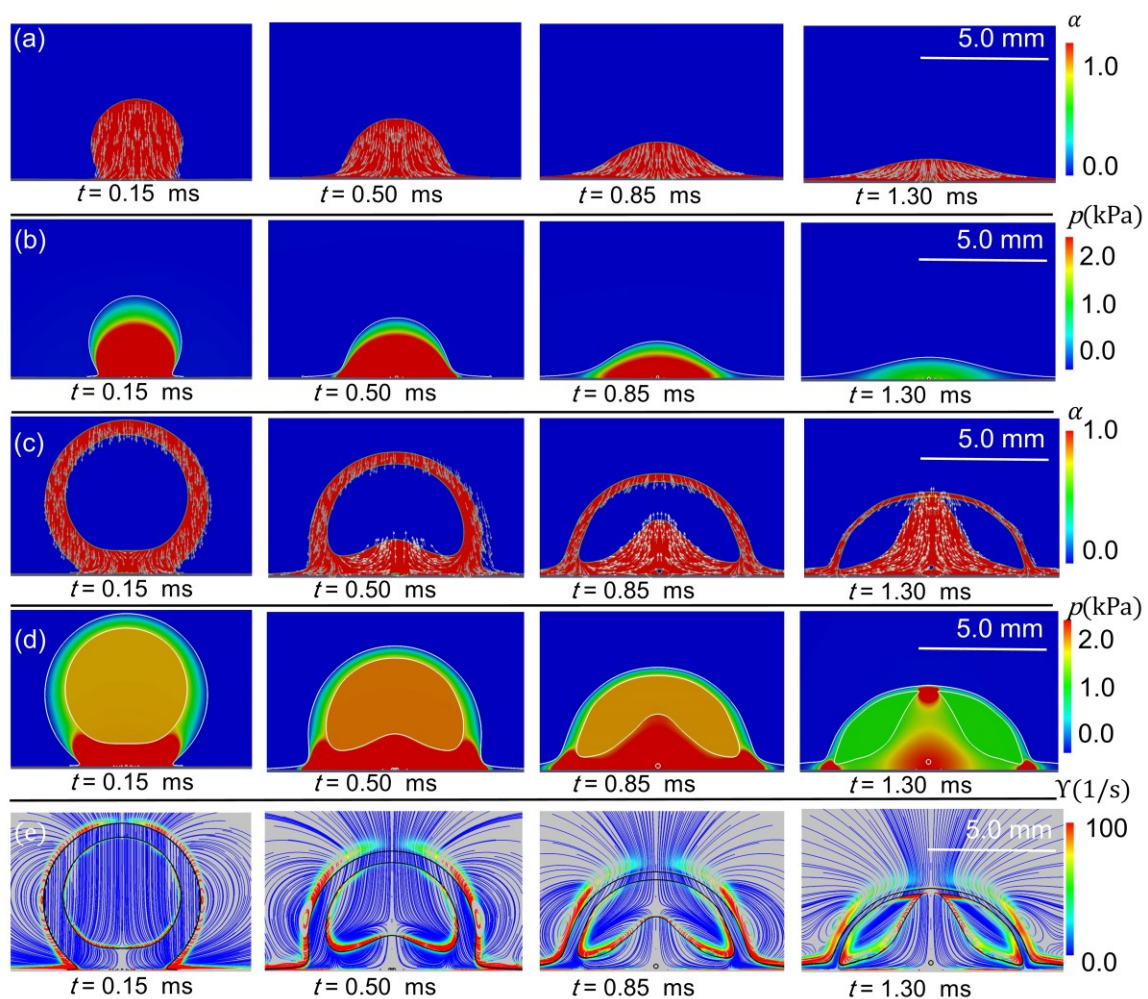 (a) 5.0 mm α
1.0
0.0
t = 0.15 ms t = 0.50 ms t = 0.85 ms t = 1.30 ms
(b) 5.0 mm p(kPa)
2.0
1.0
0.0
t = 0.15 ms t = 0.50 ms t = 0.85 ms t = 1.30 ms
(c) 5.0 mm α
1.0
0.0
t = 0.15 ms t = 0.50 ms t = 0.85 ms t = 1.30 ms
(d) 5.0 mm p(kPa)
2.0
1.0
0.0
t = 0.15 ms t = 0.50 ms t = 0.85 ms t = 1.30 ms
(e) 5.0 mm ϒ(1/s)
100
0.0
t = 0.15 ms t = 0.50 ms t = 0.85 ms t = 1.30 ms